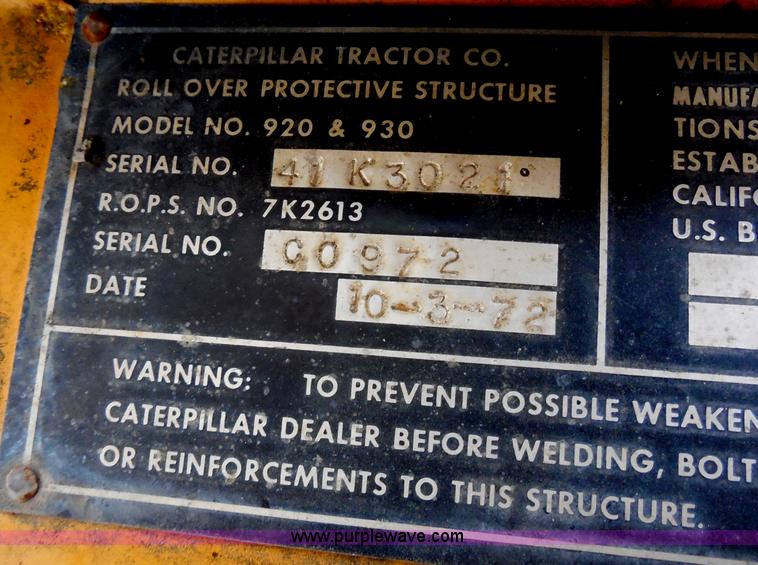 CATERPILLAR TRACTOR CO.
ROLL OVER PROTECTIVE STRUCTURE
MODEL NO. 920 & 930
SERIAL NO. 41K3021
R.O.P.S. NO. 7K2613
SERIAL NO. C0972
DATE 10-3-72
WHEN
MANUFA
TIONS
ESTAB
CALIFO
U.S. B
WARNING: TO PREVENT POSSIBLE WEAKEN
CATERPILLAR DEALER BEFORE WELDING, BOLT
OR REINFORCEMENTS TO THIS STRUCTURE.
www.purplewave.com